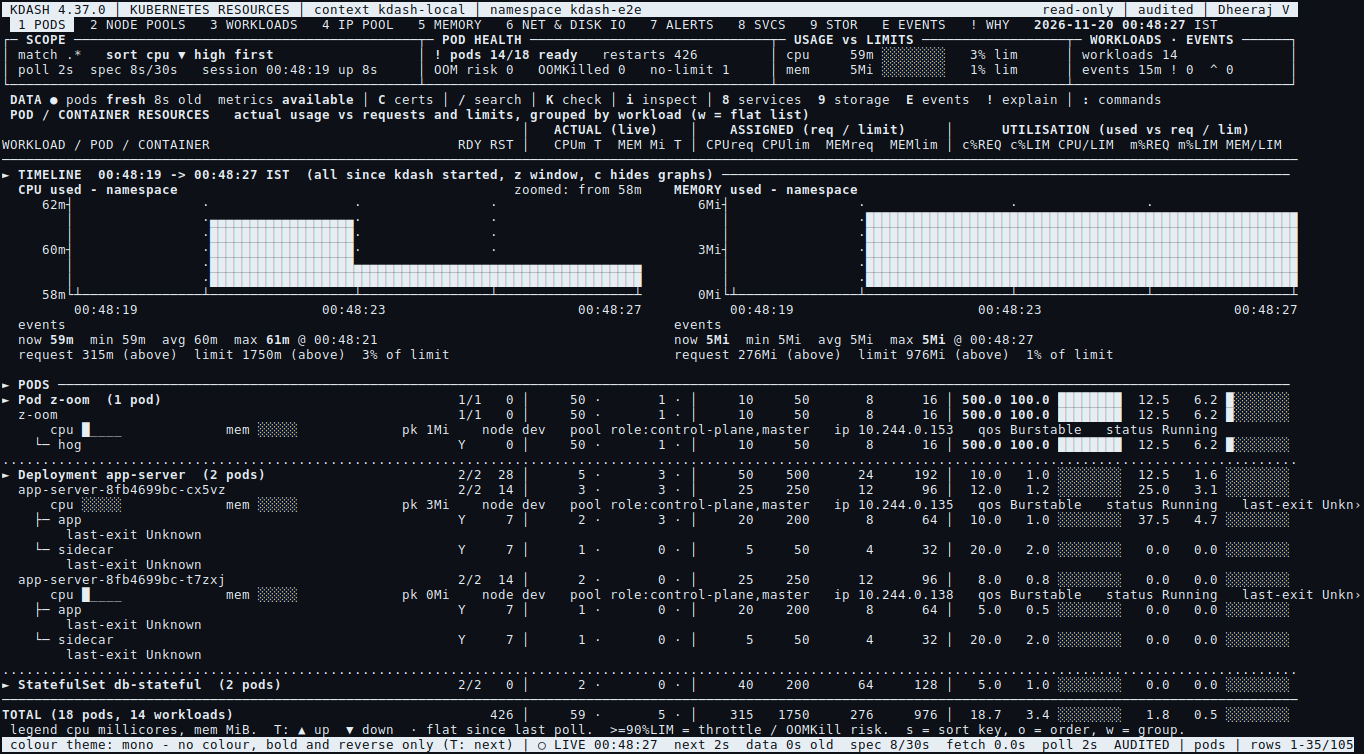 KDASH 4.37.0 │ KUBERNETES RESOURCES │ context kdash-local │ namespace kdash-e2e read-only │ audited │ Dheeraj V
1 PODS 2 NODE POOLS 3 WORKLOADS 4 IP POOL 5 MEMORY 6 NET & DISK IO 7 ALERTS 8 SVCS 9 STOR E EVENTS ! WHY 2026-11-20 00:48:27 IST
SCOPE POD HEALTH USAGE vs LIMITS WORKLOADS · EVENTS
match .* sort cpu ▼ high first │ ! pods 14/18 ready restarts 426 │ cpu 59m 3% lim │ workloads 14
poll 2s spec 8s/30s session 00:48:19 up 8s │ OOM risk 0 OOMKilled 0 no-limit 1 │ mem 5Mi 1% lim │ events 15m ! 0 ^ 0
DATA ● pods fresh 8s old metrics available │ C certs │ / search │ K check │ i inspect │ 8 services 9 storage E events ! explain │ : commands
POD / CONTAINER RESOURCES actual usage vs requests and limits, grouped by workload (w = flat list)
│ ACTUAL (live) │ ASSIGNED (req / limit) │ UTILISATION (used vs req / lim)
WORKLOAD / POD / CONTAINER RDY RST │ CPUm T MEM Mi T │ CPUreq CPUlim MEMreq MEMlim │ c%REQ c%LIM CPU/LIM m%REQ m%LIM MEM/LIM
► TIMELINE 00:48:19 -> 00:48:27 IST (all since kdash started, z window, c hides graphs)
CPU used - namespace zoomed: from 58m MEMORY used - namespace
62m 6Mi
60m 3Mi
58m 0Mi
00:48:19 00:48:23 00:48:27 00:48:19 00:48:23 00:48:27
events events
now 59m min 59m avg 60m max 61m @ 00:48:21 now 5Mi min 5Mi avg 5Mi max 5Mi @ 00:48:27
request 315m (above) limit 1750m (above) 3% of limit request 276Mi (above) limit 976Mi (above) 1% of limit
► PODS
► Pod z-oom (1 pod) 1/1 0 │ 50 · 1 · │ 10 50 8 16 │ 500.0 100.0 12.5 6.2
z-oom 1/1 0 │ 50 · 1 · │ 10 50 8 16 │ 500.0 100.0 12.5 6.2
cpu mem pk 1Mi node dev pool role:control-plane,master ip 10.244.0.153 qos Burstable status Running
└─ hog Y 0 │ 50 · 1 · │ 10 50 8 16 │ 500.0 100.0 12.5 6.2
► Deployment app-server (2 pods) 2/2 28 │ 5 · 3 · │ 50 500 24 192 │ 10.0 1.0 12.5 1.6
app-server-8fb4699bc-cx5vz 2/2 14 │ 3 · 3 · │ 25 250 12 96 │ 12.0 1.2 25.0 3.1
cpu mem pk 3Mi node dev pool role:control-plane,master ip 10.244.0.135 qos Burstable status Running last-exit Unkn›
├─ app Y 7 │ 2 · 3 · │ 20 200 8 64 │ 10.0 1.0 37.5 4.7
last-exit Unknown
└─ sidecar Y 7 │ 1 · 0 · │ 5 50 4 32 │ 20.0 2.0 0.0 0.0
last-exit Unknown
app-server-8fb4699bc-t7zxj 2/2 14 │ 2 · 0 · │ 25 250 12 96 │ 8.0 0.8 0.0 0.0
cpu mem pk 0Mi node dev pool role:control-plane,master ip 10.244.0.138 qos Burstable status Running last-exit Unkn›
├─ app Y 7 │ 1 · 0 · │ 20 200 8 64 │ 5.0 0.5 0.0 0.0
last-exit Unknown
└─ sidecar Y 7 │ 1 · 0 · │ 5 50 4 32 │ 20.0 2.0 0.0 0.0
last-exit Unknown
► StatefulSet db-stateful (2 pods) 2/2 0 │ 2 · 0 · │ 40 200 64 128 │ 5.0 1.0 0.0 0.0
TOTAL (18 pods, 14 workloads) 426 │ 59 · 5 · │ 315 1750 276 976 │ 18.7 3.4 1.8 0.5
legend cpu millicores, mem MiB. T: ▲ up ▼ down · flat since last poll. >=90%LIM = throttle / OOMKill risk. s = sort key, o = order, w = group.
colour theme: mono - no colour, bold and reverse only (T: next) │ ○ LIVE 00:48:27 next 2s data 0s old spec 8/30s fetch 0.0s poll 2s AUDITED │ pods │ rows 1-35/105